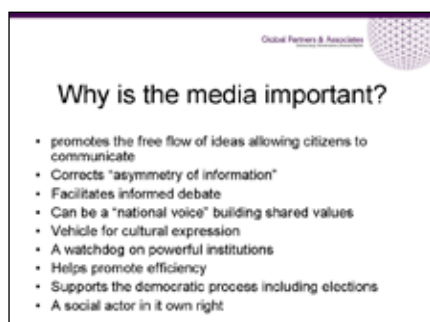 Global Partners & Associates
Why is the media important?
• promotes the free flow of ideas allowing citizens to
communicate
• Corrects “asymmetry of information”
• Facilitates informed debate
• Can be a “national voice” building shared values
• Vehicle for cultural expression
• A watchdog on powerful institutions
• Helps promote efficiency
• Supports the democratic process including elections
• A social actor in it own right